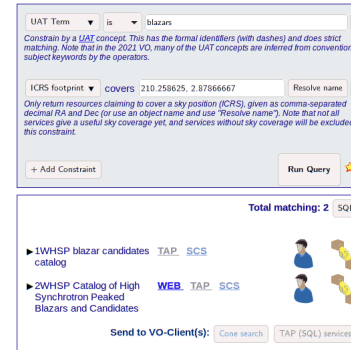 UAT Term ▼ is blazars
Constrain by a UAT concept. This has the formal identifiers (with dashes) and does strict
matching. Note that in the 2021 VO, many of the UAT concepts are inferred from convention
subject keywords by the operators.
ICRS footprint ▼ covers 210.258625, 2.87866667 Resolve name
Only return resources claiming to cover a sky position (ICRS), given as comma-separated
decimal RA and Dec (or use an object name and use "Resolve name"). Note that not all
services give a useful sky coverage yet, and services without sky coverage will be exclude
this constraint.
+ Add Constraint Run Query
Total matching: 2 SQ
▶ 1WHSP blazar candidates TAP SCS
catalog
▶ 2WHSP Catalog of High WEB TAP SCS
Synchrotron Peaked
Blazars and Candidates
Send to VO-Client(s): Cone search TAP (SQL) services